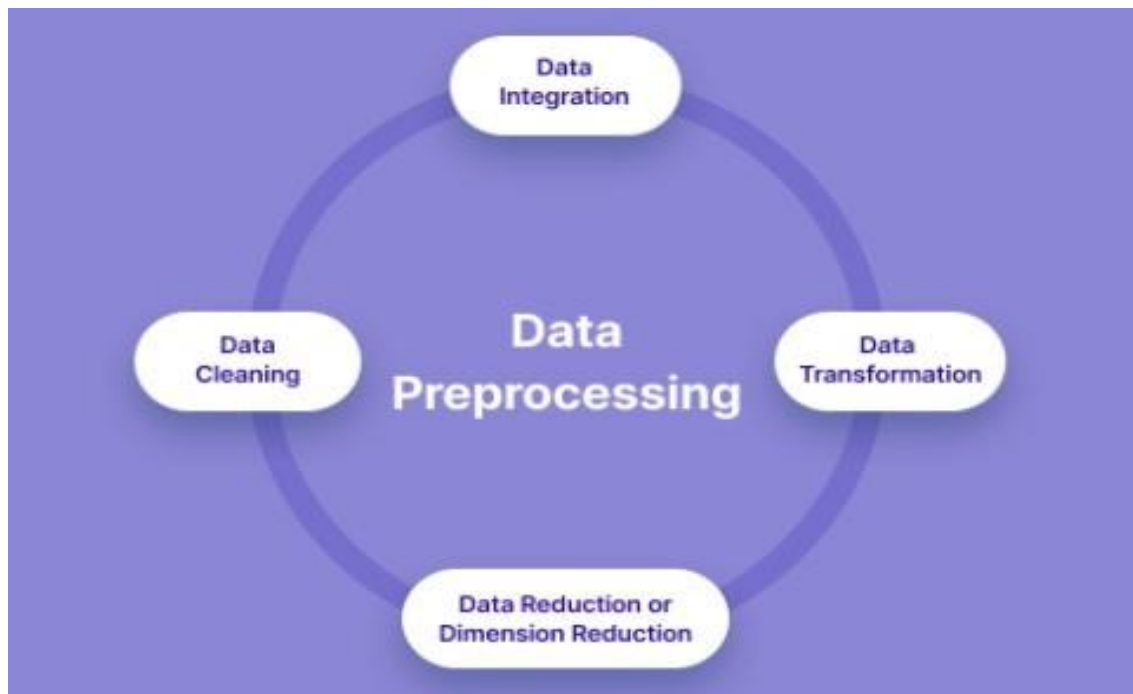 Data
Integration
Data
Cleaning
Data
Preprocessing
Data
Transformation
Data Reduction or
Dimension Reduction